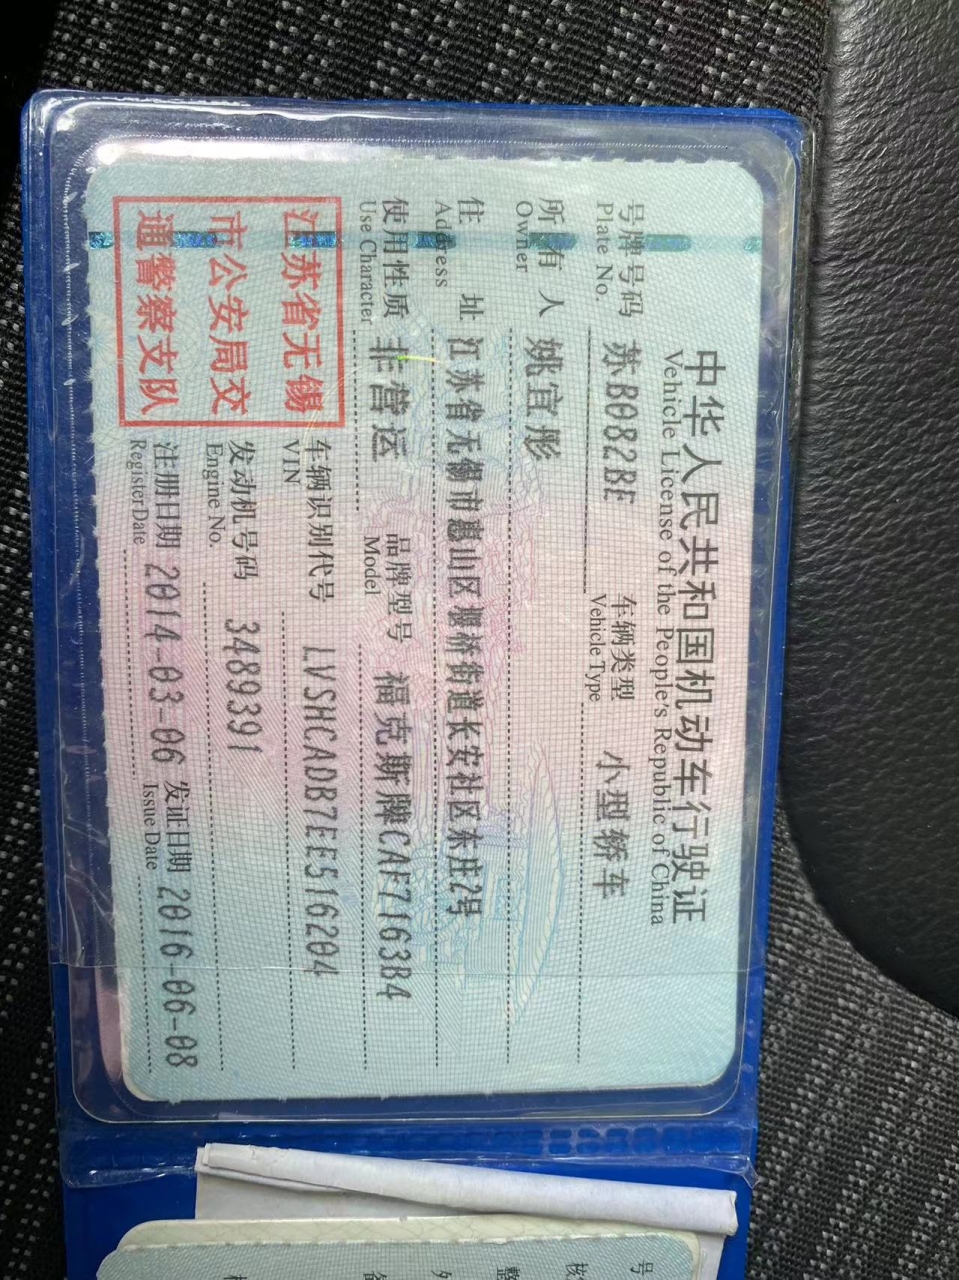 中华人民共和国机动车行驶证
Vehicle License of the People's Republic of China
号牌号码 苏B082BE 车辆类型 小型轿车
Plate No. Vehicle Type
所有人 姚宜彤
Owner
住址 江苏省无锡市惠山区堰桥街道长安社区东庄2号
Address
使用性质 非营运 品牌型号 福克斯牌CAF7163B4
Use Character Model
江苏省无锡
市公安局交
通警察支队
车辆识别代号 LVSHCADB7EE516204
VIN
发动机号码 3489391
Engine No.
注册日期 2014-03-06 发证日期 2016-06-08
Register Date Issue Date
号
核
整
外